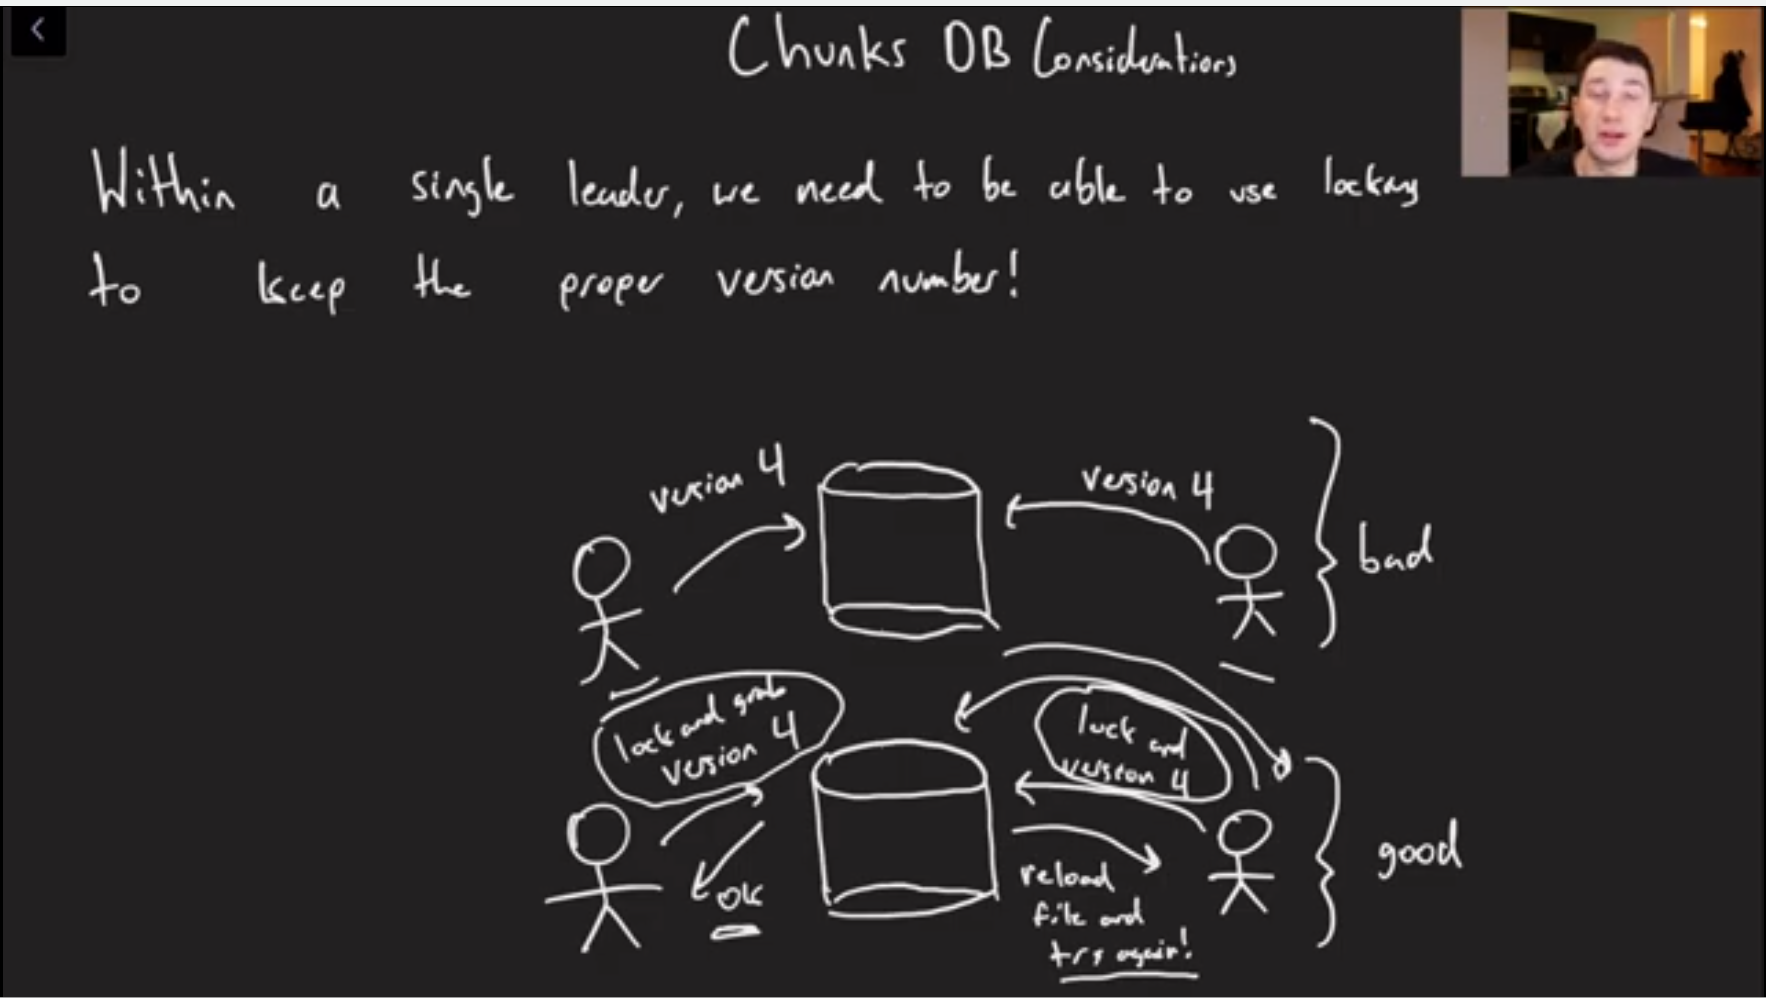 Chunks DB Considerations
Within a single leader, we need to be able to use locking
to keep the proper version number!
version 4
version 4
bad
lock and grab
version 4
lock and
version 4
ok
reload
file and
try again!
good